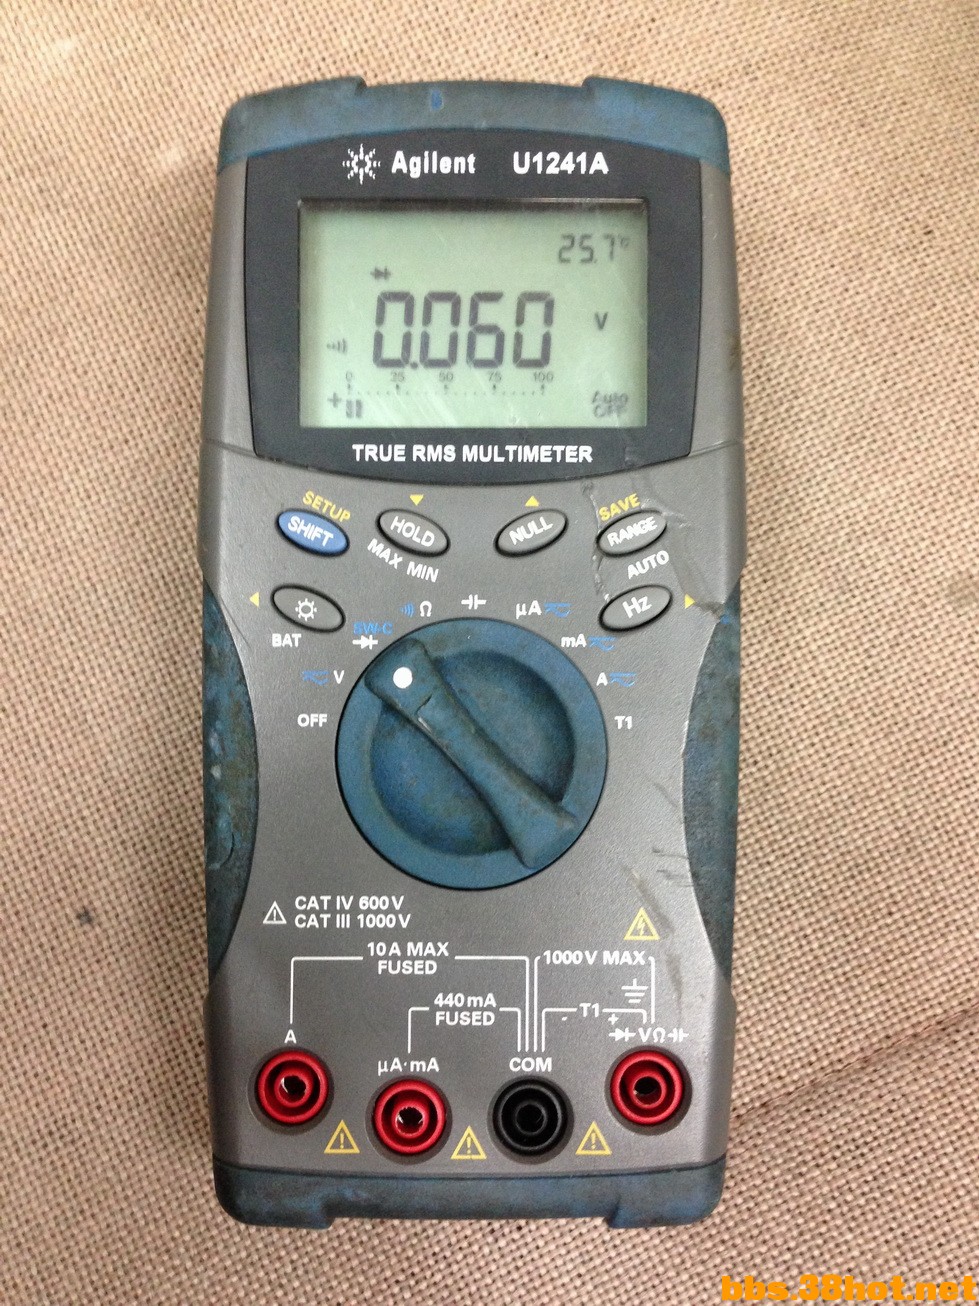 Agilent U1241A
25.7°C
0.060 V
0 25 50 75 100
+
Auto
OFF
TRUE RMS MULTIMETER
SETUP
SHIFT
HOLD
MAX MIN
NULL
SAVE
RANGE
AUTO
BAT
Hz
SW-C
Ω
µA
mA
V
A
OFF
T1
CAT IV 600V
CAT III 1000V
10A MAX
FUSED
1000V MAX
440mA
FUSED
T1
- +
A
VΩ
µA·mA
COM
bbs.38hot.net